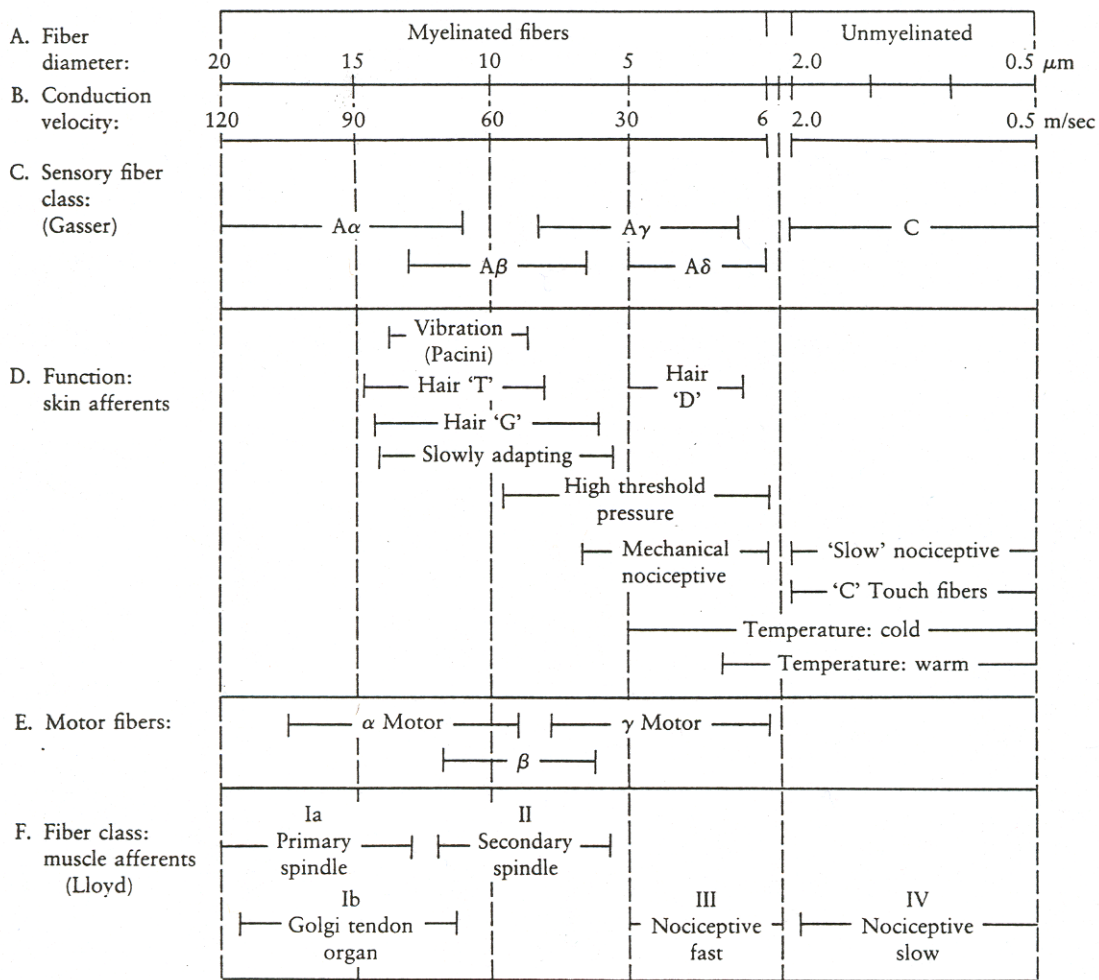 Myelinated fibers Unmyelinated
A. Fiber
diameter:
20 15 10 5 2.0 0.5 μm
B. Conduction
velocity:
120 90 60 30 6 2.0 0.5 m/sec
C. Sensory fiber
class:
(Gasser)
Aα Aγ C
Aβ Aδ
Vibration
(Pacini)
D. Function:
skin afferents
Hair ‘T’ Hair
‘D’
Hair ‘G’
Slowly adapting
High threshold
pressure
Mechanical
nociceptive
‘Slow’ nociceptive
‘C’ Touch fibers
Temperature: cold
Temperature: warm
E. Motor fibers:
α Motor γ Motor
β
F. Fiber class:
muscle afferents
(Lloyd)
Ia
Primary
spindle
II
Secondary
spindle
Ib
Golgi tendon
organ
III
Nociceptive
fast
IV
Nociceptive
slow